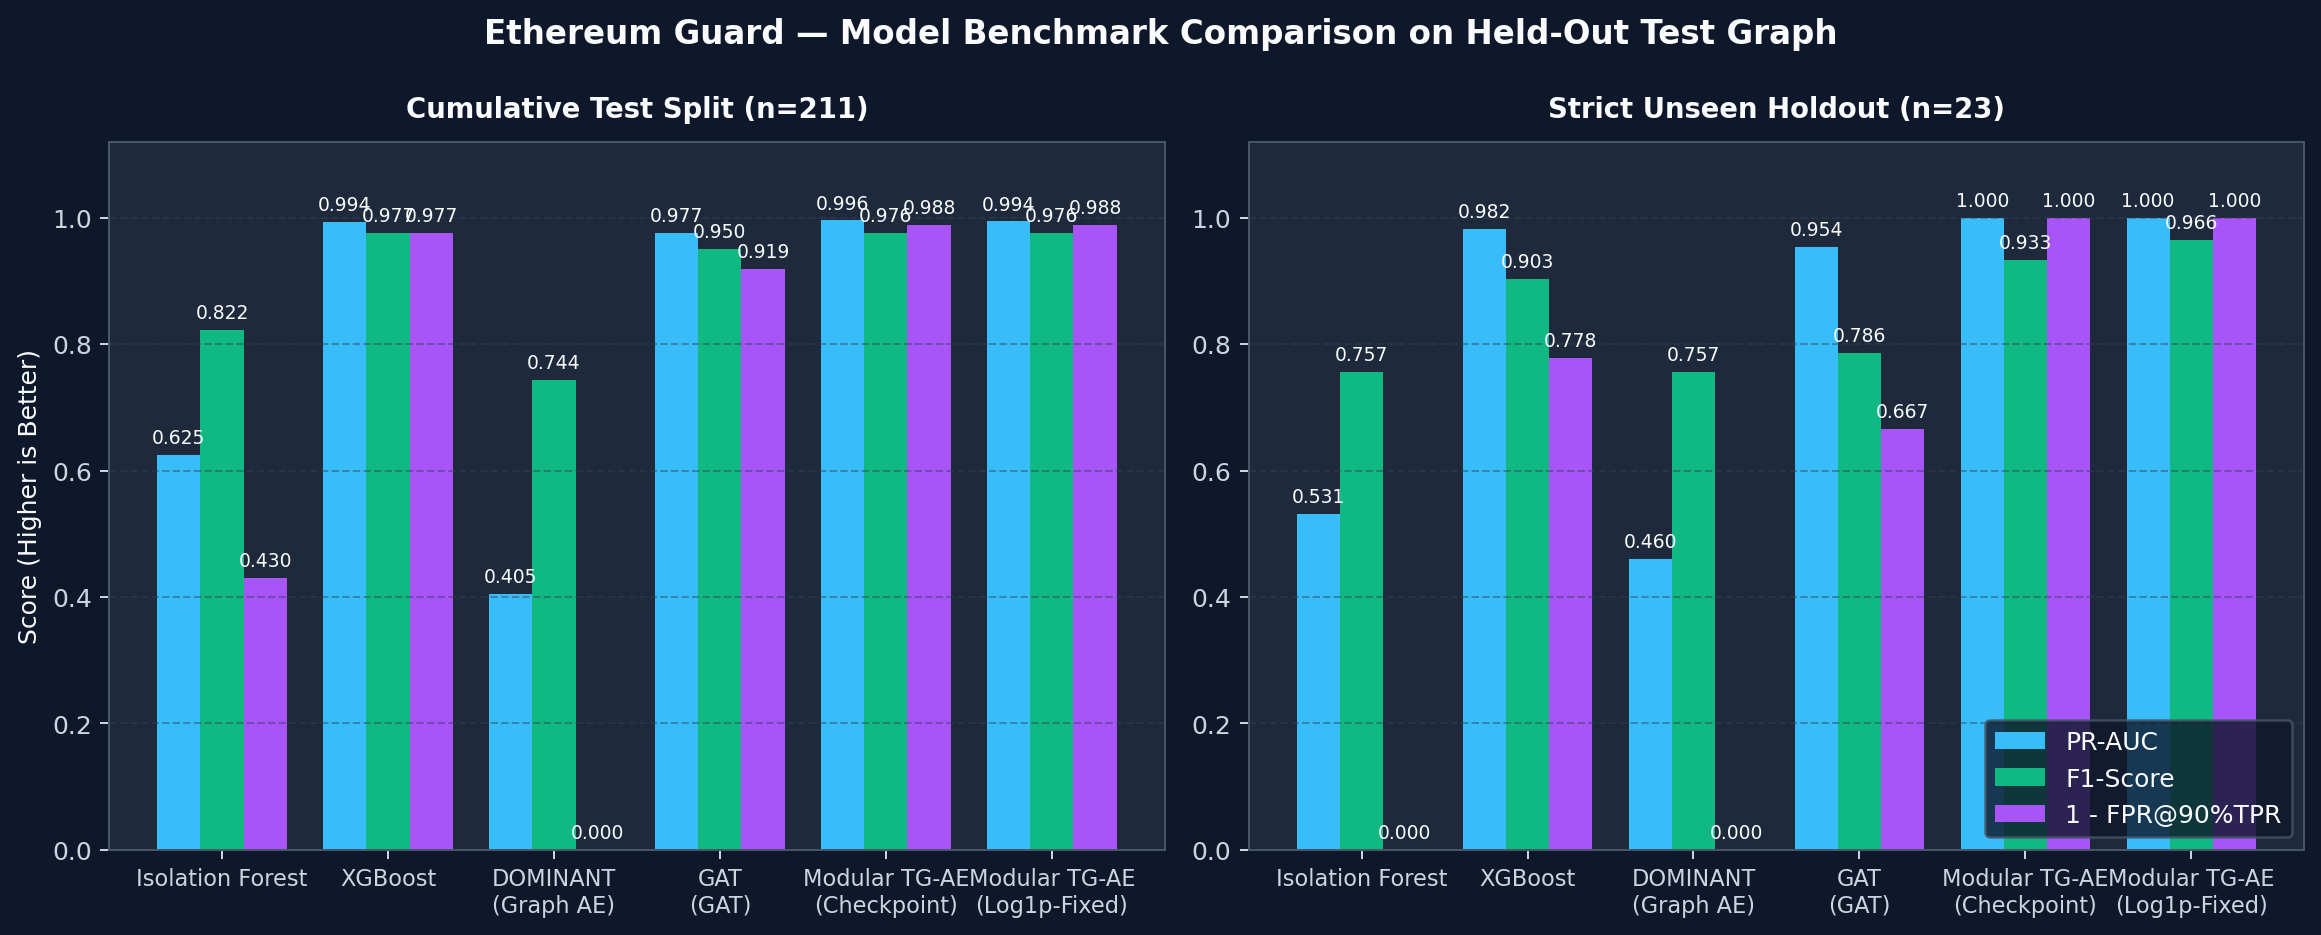 Ethereum Guard — Model Benchmark Comparison on Held-Out Test Graph
Cumulative Test Split (n=211)
Score (Higher is Better)
1.0
0.8
0.6
0.4
0.2
0.0
0.625
0.822
0.430
0.994
0.977
0.977
0.405
0.744
0.000
0.977
0.950
0.919
0.996
0.976
0.988
0.994
0.976
0.988
Isolation Forest
XGBoost
DOMINANT
(Graph AE)
GAT
(GAT)
Modular TG-AE
(Checkpoint)
Modular TG-AE
(Log1p-Fixed)
Strict Unseen Holdout (n=23)
1.0
0.8
0.6
0.4
0.2
0.0
0.531
0.757
0.000
0.982
0.903
0.778
0.460
0.757
0.000
0.954
0.786
0.667
1.000
0.933
1.000
1.000
0.966
1.000
PR-AUC
F1-Score
1 - FPR@90%TPR
Isolation Forest
XGBoost
DOMINANT
(Graph AE)
GAT
(GAT)
Modular TG-AE
(Checkpoint)
Modular TG-AE
(Log1p-Fixed)